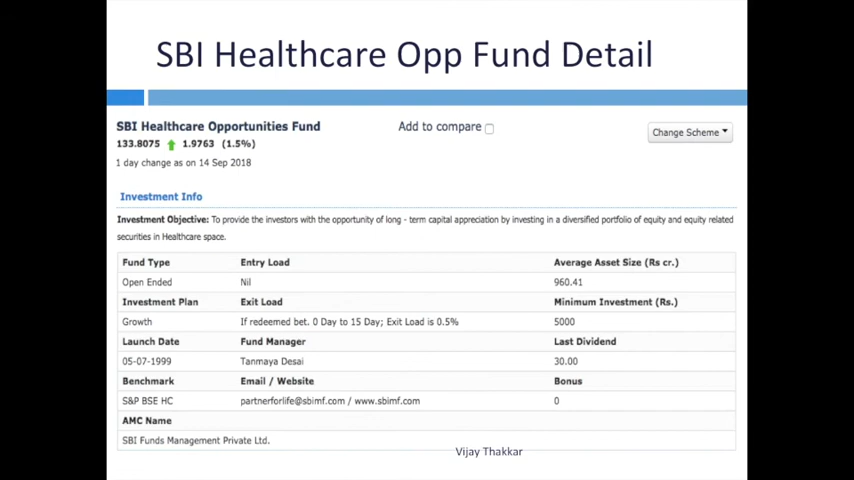 SBI Healthcare Opp Fund Detail
SBI Healthcare Opportunities Fund
Add to compare
Change Scheme
133.8075 1.9763 (1.5%)
1 day change as on 14 Sep 2018
Investment Info
Investment Objective: To provide the investors with the opportunity of long - term capital appreciation by investing in a diversified portfolio of equity and equity related
securities in Healthcare space.
Fund Type Entry Load Average Asset Size (Rs cr.)
Open Ended Nil 960.41
Investment Plan Exit Load Minimum Investment (Rs.)
Growth If redeemed bet. 0 Day to 15 Day; Exit Load is 0.5% 5000
Launch Date Fund Manager Last Dividend
05-07-1999 Tanmaya Desai 30.00
Benchmark Email / Website Bonus
S&P BSE HC partnerforlife@sbimf.com / www.sbimf.com 0
AMC Name
SBI Funds Management Private Ltd.
Vijay Thakkar